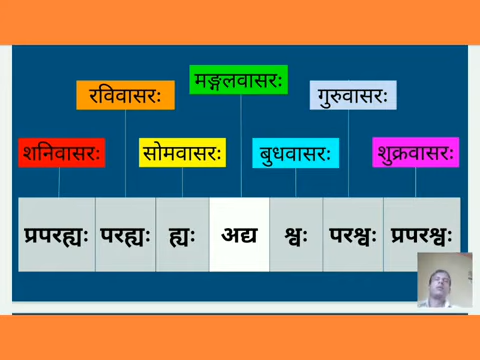 मङ्गलवासरः
रविवासरः गुरुवासरः
शनिवासरः सोमवासरः बुधवासरः शुक्रवासरः
प्रपरह्यः परह्यः ह्यः अद्य श्वः परश्वः प्रपरश्वः